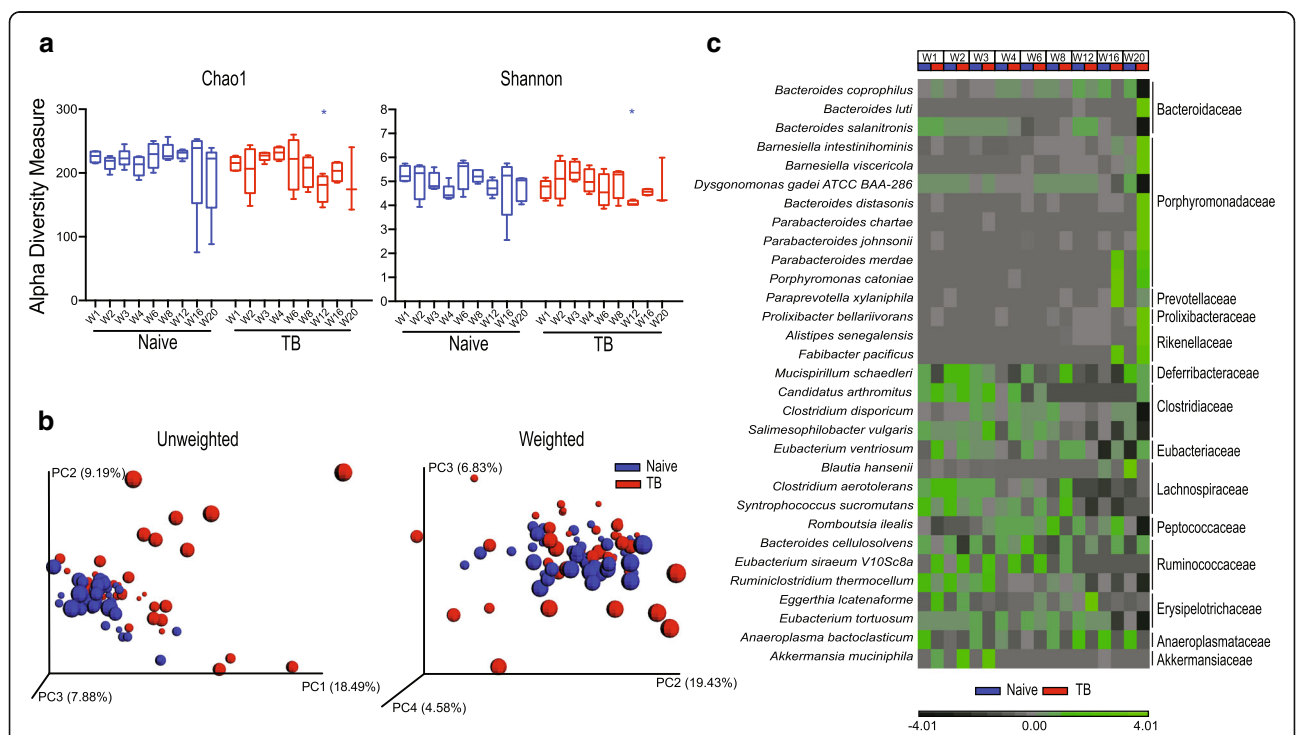 a
Chao1
Shannon
Alpha Diversity Measure
300
200
100
0
W1 W2 W3 W4 W6 W8 W12 W16 W20 W1 W2 W3 W4 W6 W8 W12 W16 W20
Naive TB
*
8
7
6
5
4
3
2
1
0
W1 W2 W3 W4 W6 W8 W12 W16 W20 W1 W2 W3 W4 W6 W8 W12 W16 W20
Naive TB
*
b
Unweighted
PC2 (9.19%)
PC1 (18.49%)
PC3 (7.88%)
Weighted
PC3 (6.83%)
Naive
TB
PC2 (19.43%)
PC4 (4.58%)
c
W1 W2 W3 W4 W6 W8 W12 W16 W20
Bacteroides coprophilus
Bacteroides luti
Bacteroides salanitronis
Barnesiella intestinihominis
Barnesiella viscericola
Dysgonomonas gadei ATCC BAA-286
Bacteroides distasonis
Parabacteroides chartae
Parabacteroides johnsonii
Parabacteroides merdae
Porphyromonas catoniae
Paraprevotella xylaniphila
Prolixibacter bellariivorans
Alistipes senegalensis
Fabibacter pacificus
Mucispirillum schaedleri
Candidatus arthromitus
Clostridium disporicum
Salimesophilobacter vulgaris
Eubacterium ventriosum
Blautia hansenii
Clostridium aerotolerans
Syntrophococcus sucromutans
Romboutsia ilealis
Bacteroides cellulosolvens
Eubacterium siraeum V10Sc8a
Ruminiclostridium thermocellum
Eggerthia lcatenaforme
Eubacterium tortuosum
Anaeroplasma bactoclasticum
Akkermansia muciniphila
Bacteroidaceae
Porphyromonadaceae
Prevotellaceae
Prolixibacteraceae
Rikenellaceae
Deferribacteraceae
Clostridiaceae
Eubacteriaceae
Lachnospiraceae
Peptococcaceae
Ruminococcaceae
Erysipelotrichaceae
Anaeroplasmataceae
Akkermansiaceae
Naive TB
-4.01 0.00 4.01